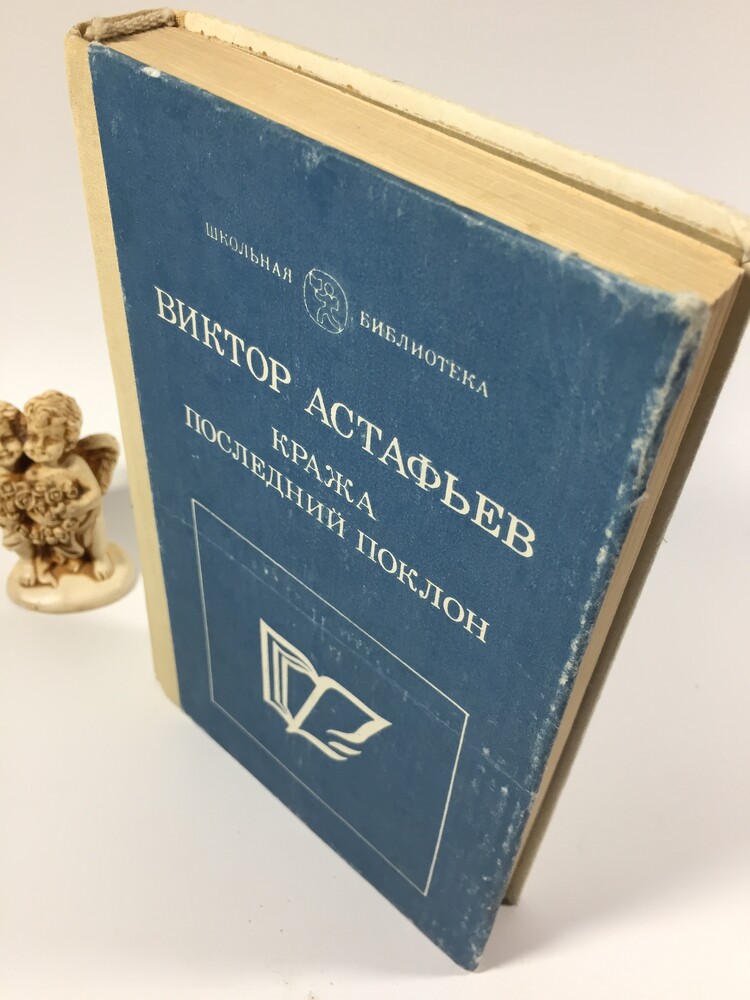 ШКОЛЬНАЯ БИБЛИОТЕКА
ВИКТОР АСТАФЬЕВ
КРАЖА
ПОСЛЕДНИЙ ПОКЛОН